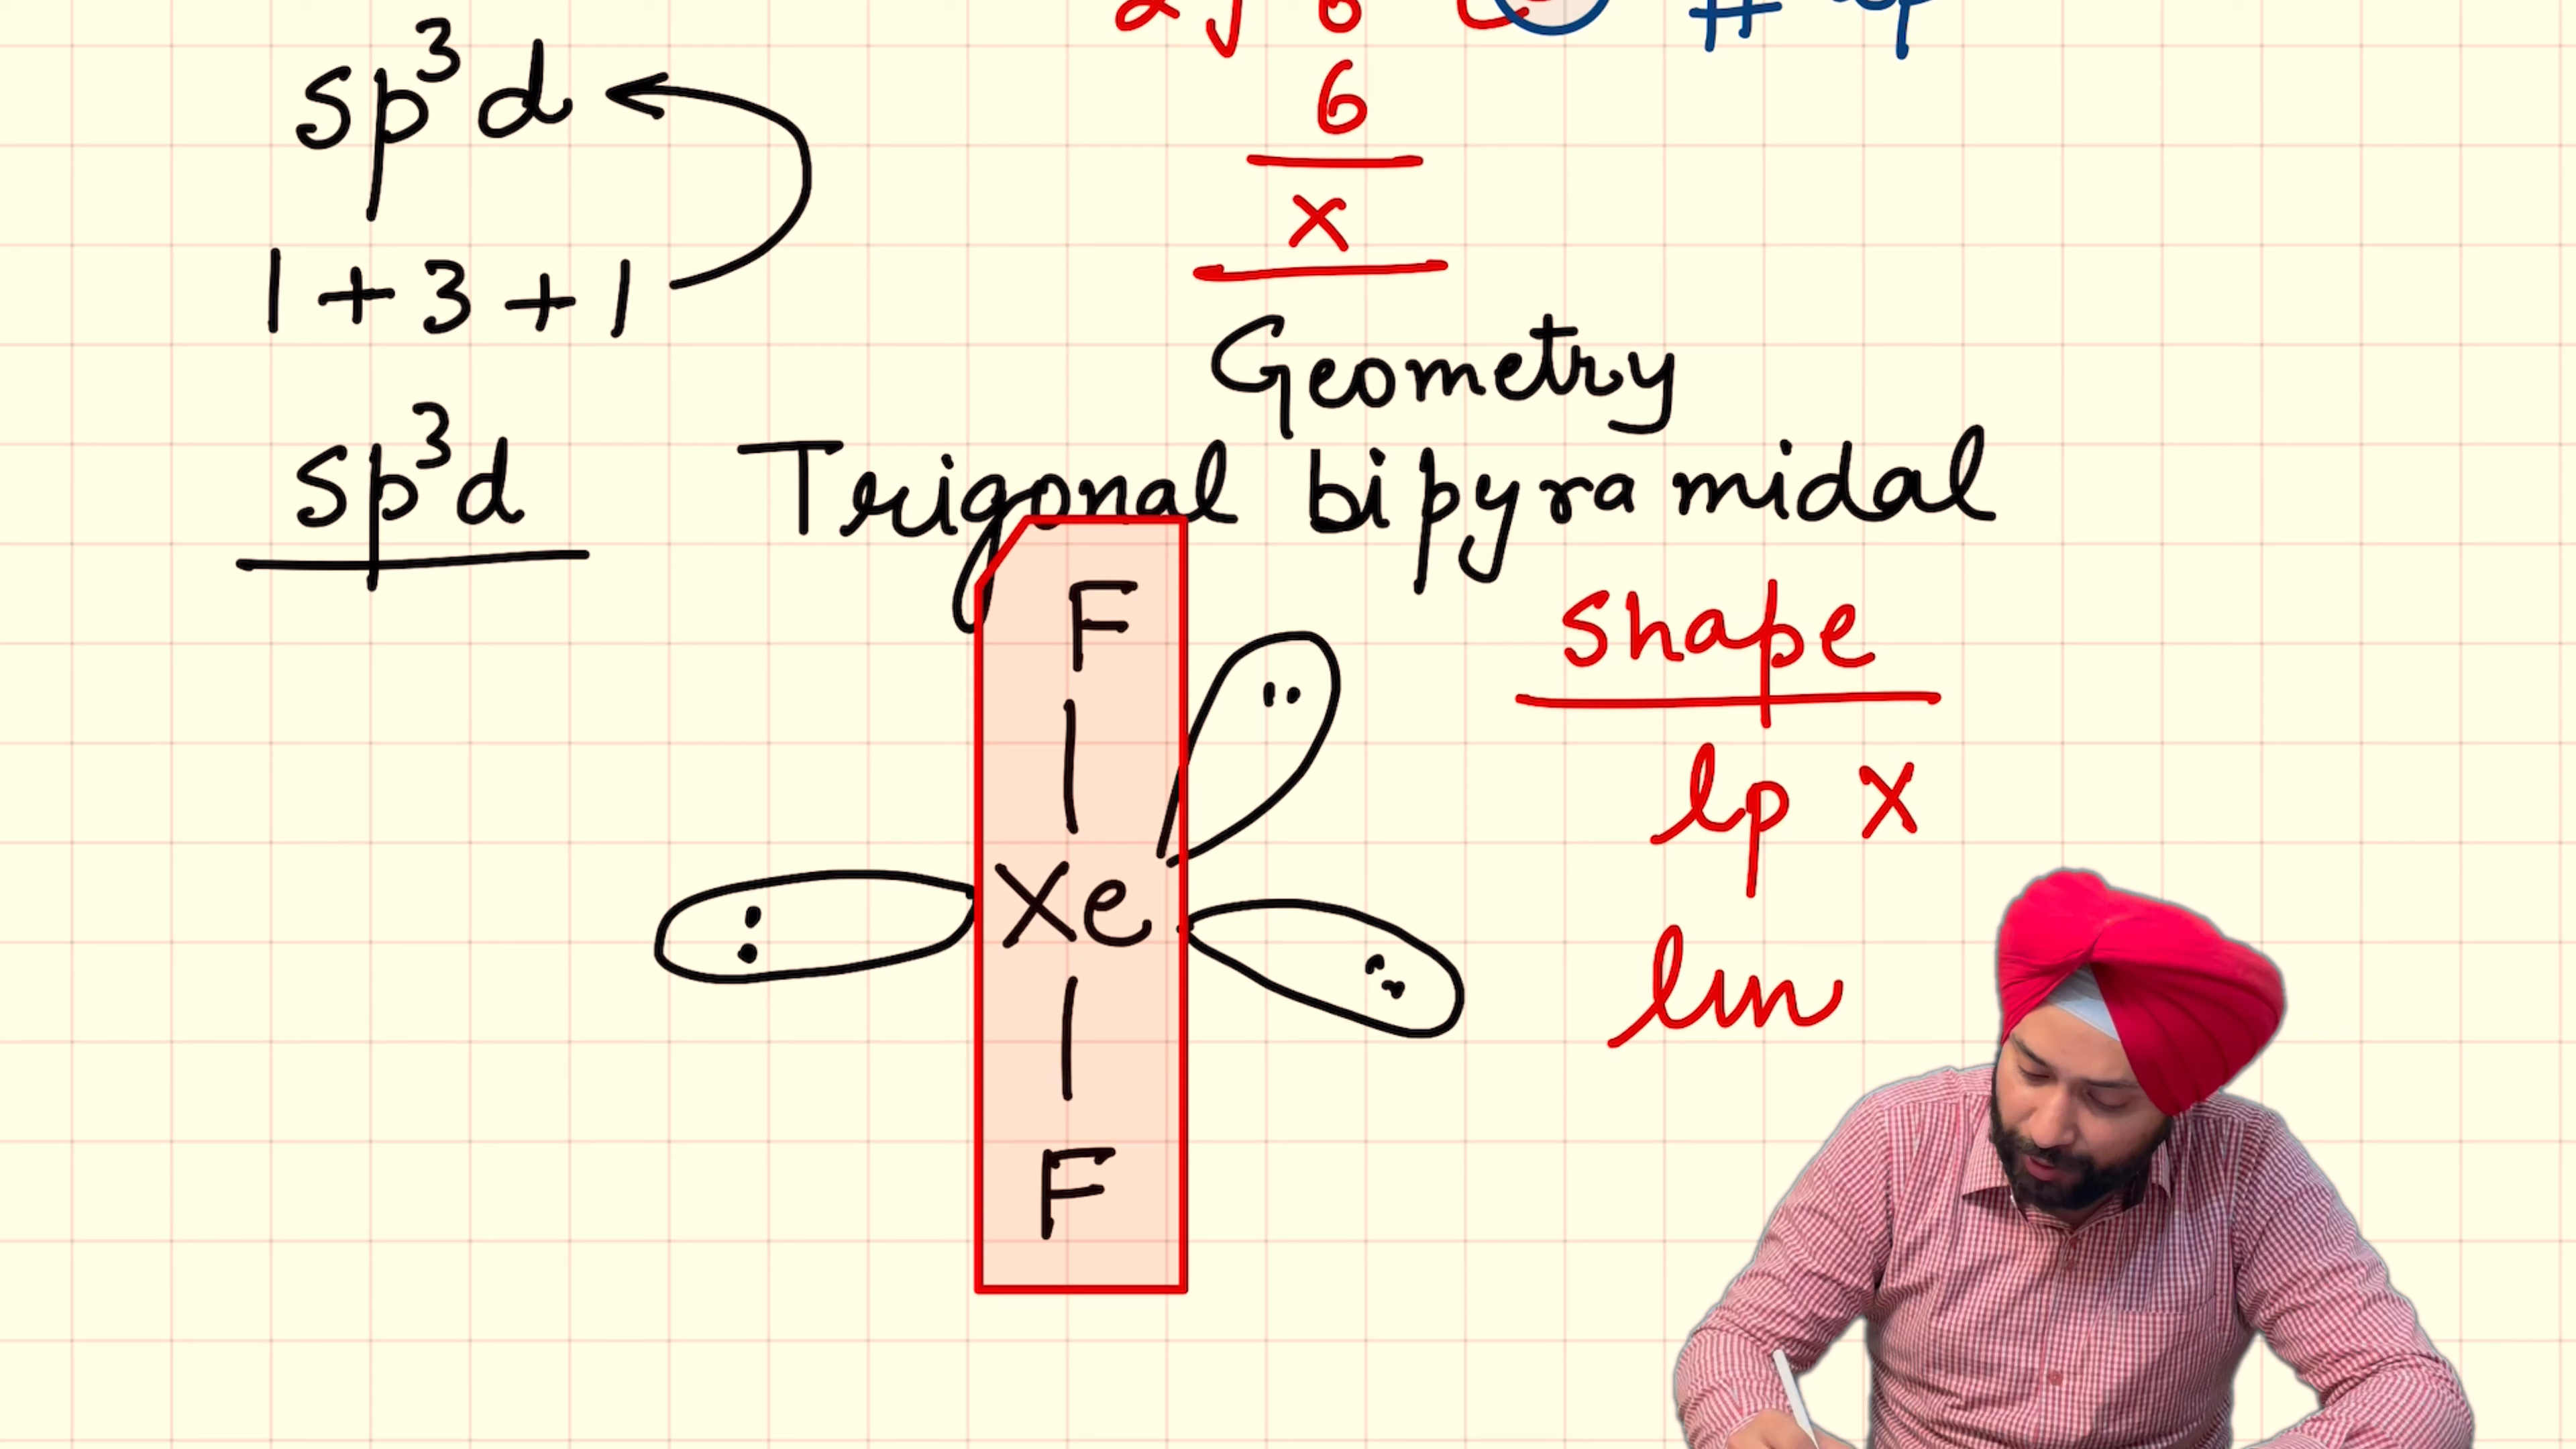 sp³d
6
x
1 + 3 + 1
Geometry
sp³d Trigonal bipyramidal
F
shape
lp x
Xe
lin
F